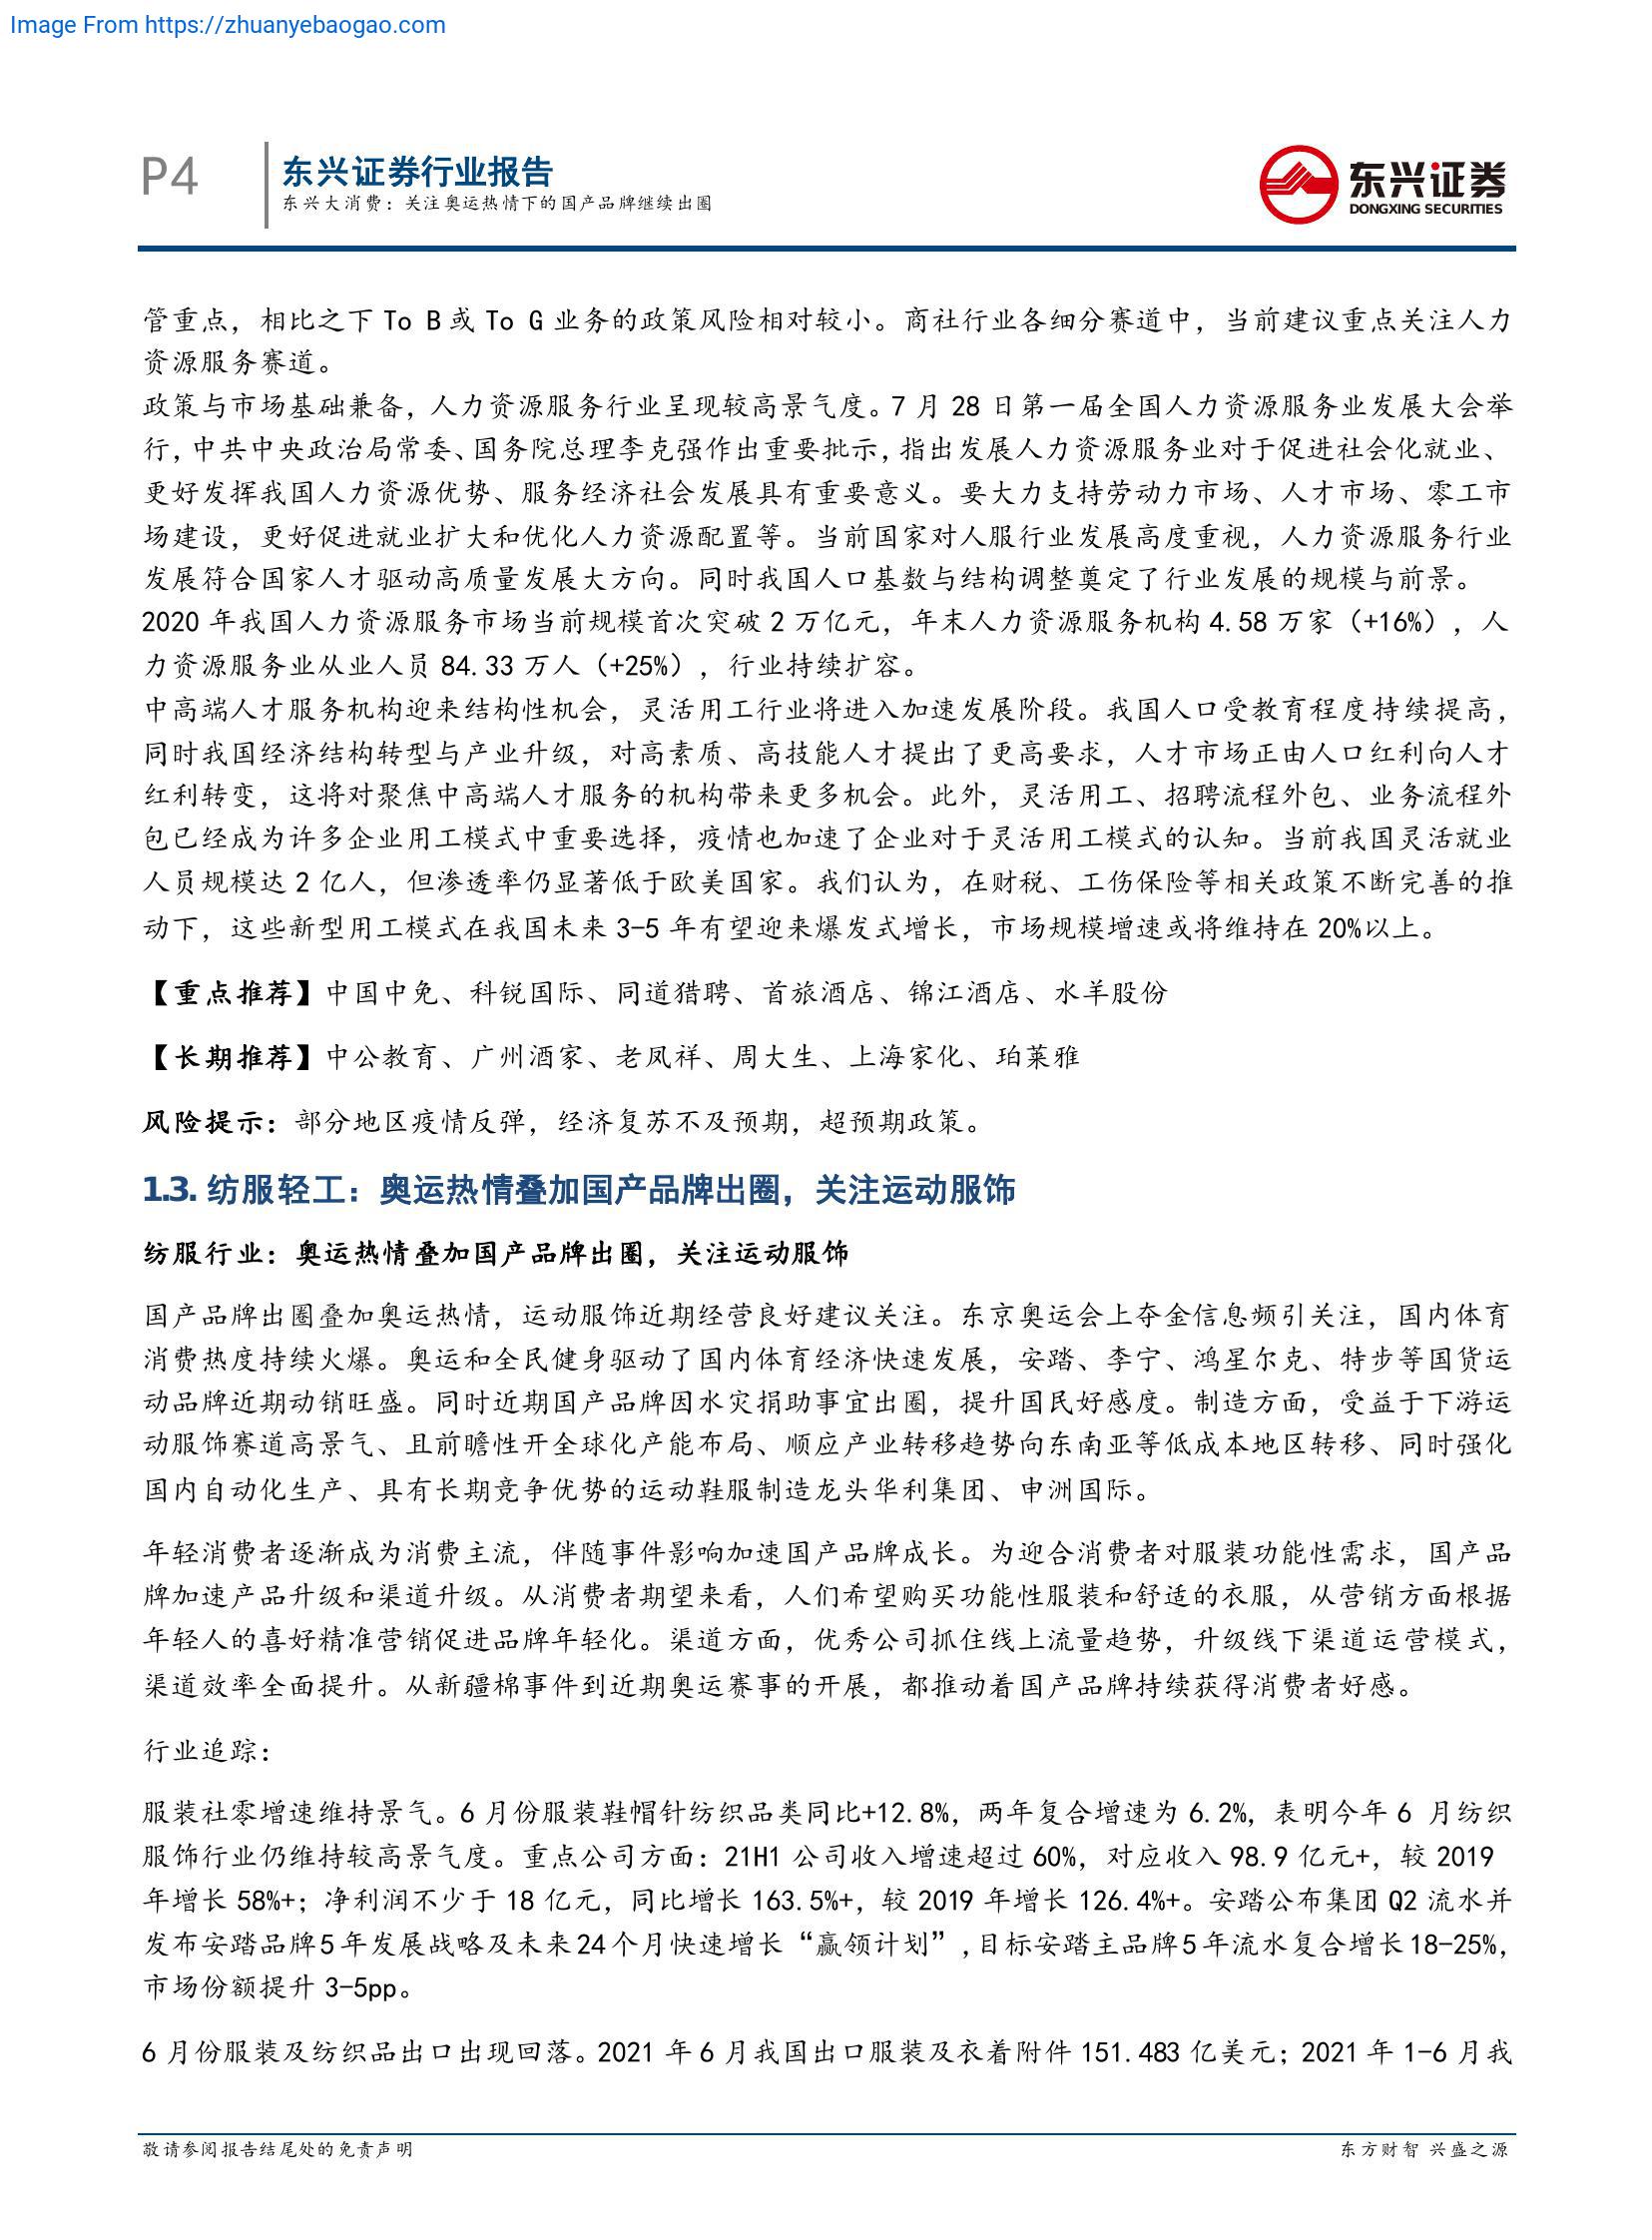 Image From https://zhuanyebaogao.com
P4
东兴证券行业报告
东兴大消费：关注奥运热情下的国产品牌继续出圈
东兴证券
DONGXING SECURITIES
管重点，相比之下 To B 或 To G 业务的政策风险相对较小。商社行业各细分赛道中，当前建议重点关注人力
资源服务赛道。
政策与市场基础兼备，人力资源服务行业呈现较高景气度。7 月 28 日第一届全国人力资源服务业发展大会举
行，中共中央政治局常委、国务院总理李克强作出重要批示，指出发展人力资源服务业对于促进社会化就业、
更好发挥我国人力资源优势、服务经济社会发展具有重要意义。要大力支持劳动力市场、人才市场、零工市
场建设，更好促进就业扩大和优化人力资源配置等。当前国家对人服行业发展高度重视，人力资源服务行业
发展符合国家人才驱动高质量发展大方向。同时我国人口基数与结构调整奠定了行业发展的规模与前景。
2020 年我国人力资源服务市场当前规模首次突破 2 万亿元，年末人力资源服务机构 4.58 万家（+16%），人
力资源服务业从业人员 84.33 万人（+25%），行业持续扩容。
中高端人才服务机构迎来结构性机会，灵活用工行业将进入加速发展阶段。我国人口受教育程度持续提高，
同时我国经济结构转型与产业升级，对高素质、高技能人才提出了更高要求，人才市场正由人口红利向人才
红利转变，这将对聚焦中高端人才服务的机构带来更多机会。此外，灵活用工、招聘流程外包、业务流程外
包已经成为许多企业用工模式中重要选择，疫情也加速了企业对于灵活用工模式的认知。当前我国灵活就业
人员规模达 2 亿人，但渗透率仍显著低于欧美国家。我们认为，在财税、工伤保险等相关政策不断完善的推
动下，这些新型用工模式在我国未来 3-5 年有望迎来爆发式增长，市场规模增速或将维持在 20%以上。
【重点推荐】中国中免、科锐国际、同道猎聘、首旅酒店、锦江酒店、水羊股份
【长期推荐】中公教育、广州酒家、老凤祥、周大生、上海家化、珀莱雅
风险提示：部分地区疫情反弹，经济复苏不及预期，超预期政策。
1.3. 纺服轻工：奥运热情叠加国产品牌出圈，关注运动服饰
纺服行业：奥运热情叠加国产品牌出圈，关注运动服饰
国产品牌出圈叠加奥运热情，运动服饰近期经营良好建议关注。东京奥运会上夺金信息频引关注，国内体育
消费热度持续火爆。奥运和全民健身驱动了国内体育经济快速发展，安踏、李宁、鸿星尔克、特步等国货运
动品牌近期动销旺盛。同时近期国产品牌因水灾捐助事宜出圈，提升国民好感度。制造方面，受益于下游运
动服饰赛道高景气、且前瞻性开全球化产能布局、顺应产业转移趋势向东南亚等低成本地区转移、同时强化
国内自动化生产、具有长期竞争优势的运动鞋服制造龙头华利集团、申洲国际。
年轻消费者逐渐成为消费主流，伴随事件影响加速国产品牌成长。为迎合消费者对服装功能性需求，国产品
牌加速产品升级和渠道升级。从消费者期望来看，人们希望购买功能性服装和舒适的衣服，从营销方面根据
年轻人的喜好精准营销促进品牌年轻化。渠道方面，优秀公司抓住线上流量趋势，升级线下渠道运营模式，
渠道效率全面提升。从新疆棉事件到近期奥运赛事的开展，都推动着国产品牌持续获得消费者好感。
行业追踪：
服装社零增速维持景气。6 月份服装鞋帽针纺织品类同比+12.8%，两年复合增速为 6.2%，表明今年 6 月纺织
服饰行业仍维持较高景气度。重点公司方面：21H1 公司收入增速超过 60%，对应收入 98.9 亿元+，较 2019
年增长 58%+；净利润不少于 18 亿元，同比增长 163.5%+，较 2019 年增长 126.4%+。安踏公布集团 Q2 流水并
发布安踏品牌 5 年发展战略及未来 24 个月快速增长“赢领计划”，目标安踏主品牌 5 年流水复合增长 18-25%，
市场份额提升 3-5pp。
6 月份服装及纺织品出口出现回落。2021 年 6 月我国出口服装及衣着附件 151.483 亿美元；2021 年 1-6 月我
敬请参阅报告结尾处的免责声明
东方财智 兴盛之源